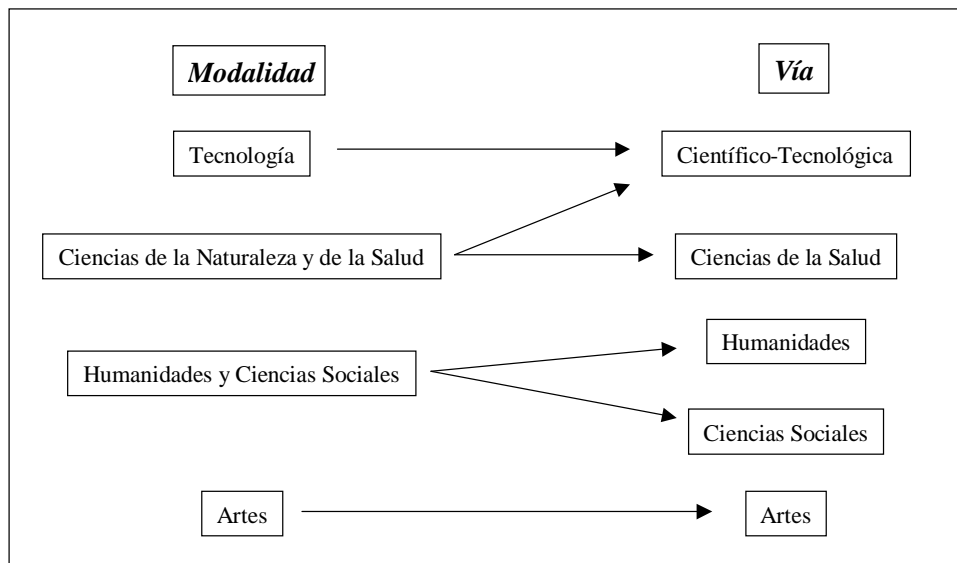 Modalidad
Vía
Tecnología
Científico-Tecnológica
Ciencias de la Naturaleza y de la Salud
Ciencias de la Salud
Humanidades
Humanidades y Ciencias Sociales
Ciencias Sociales
Artes
Artes